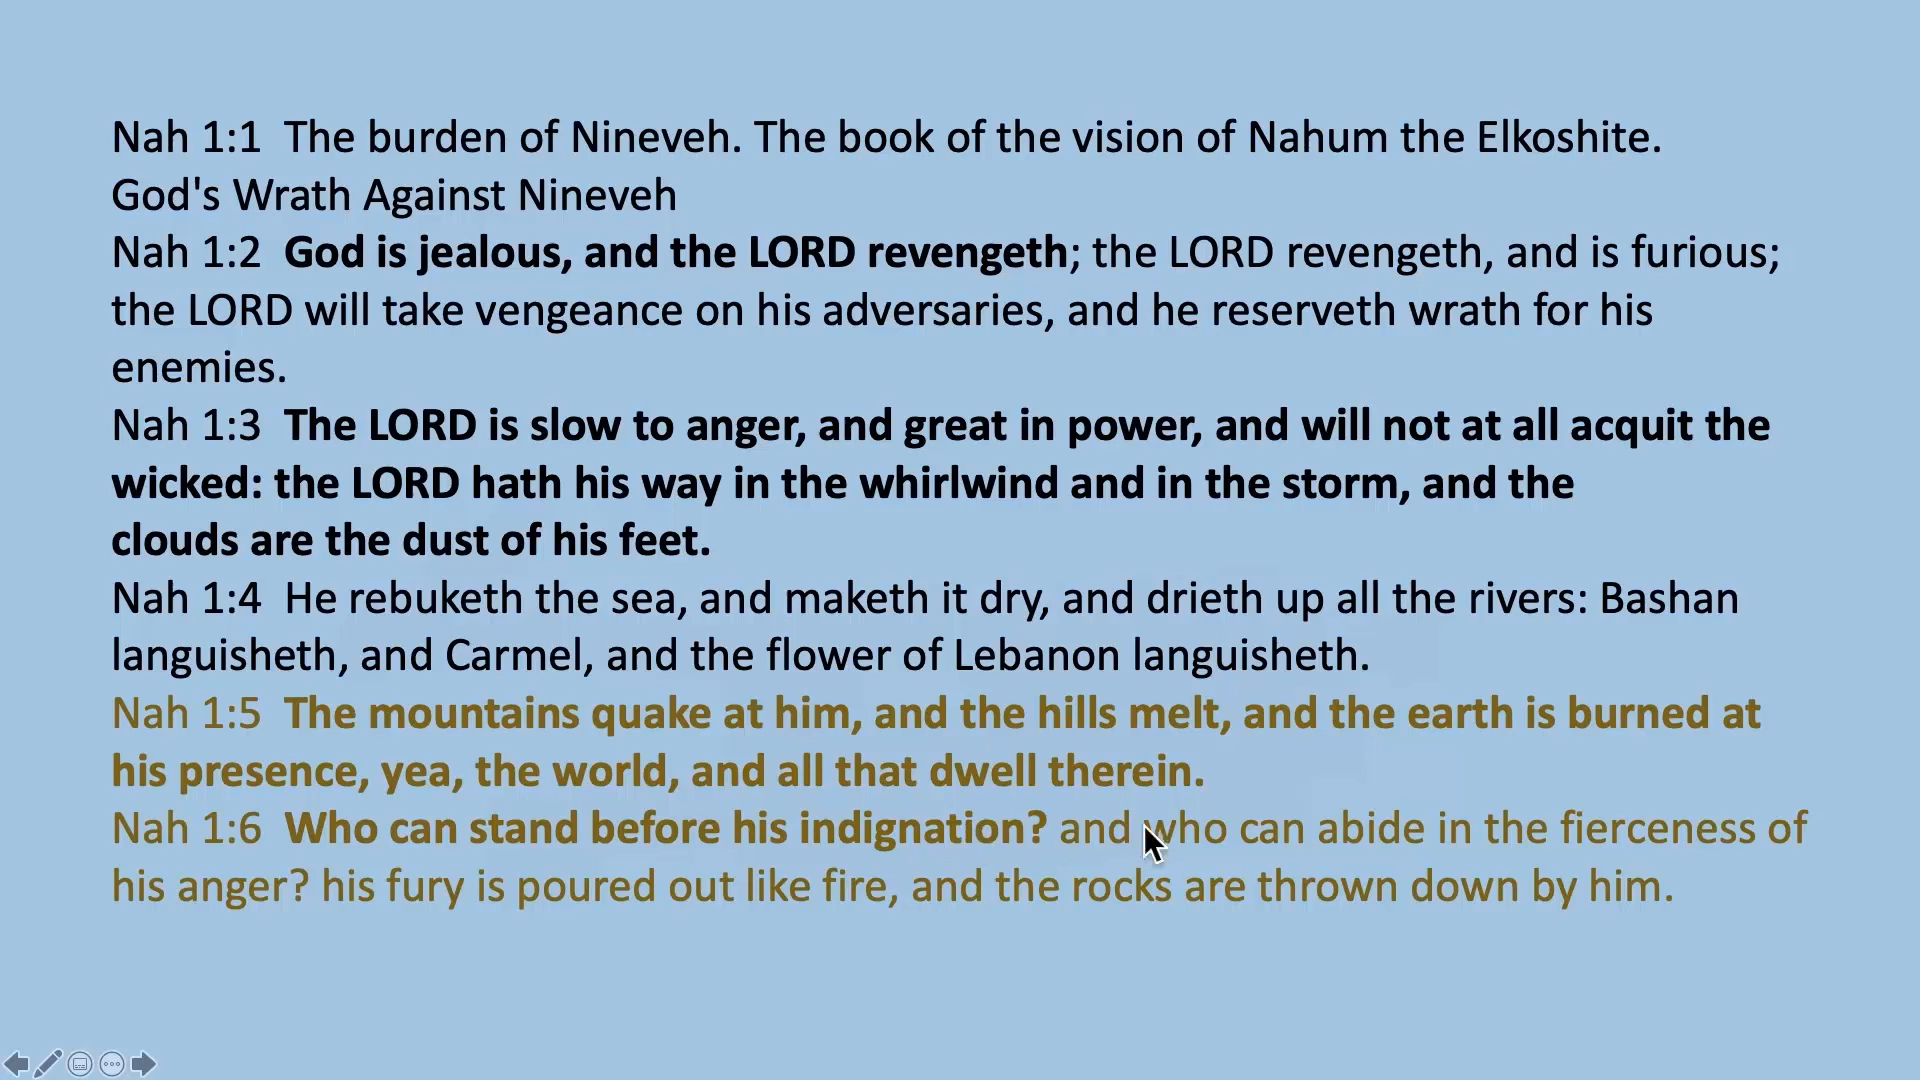 Nah 1:1  The burden of Nineveh. The book of the vision of Nahum the Elkoshite.
God's Wrath Against Nineveh
Nah 1:2  God is jealous, and the LORD revengeth; the LORD revengeth, and is furious;
the LORD will take vengeance on his adversaries, and he reserveth wrath for his
enemies.
Nah 1:3  The LORD is slow to anger, and great in power, and will not at all acquit the
wicked: the LORD hath his way in the whirlwind and in the storm, and the
clouds are the dust of his feet.
Nah 1:4  He rebuketh the sea, and maketh it dry, and drieth up all the rivers: Bashan
languisheth, and Carmel, and the flower of Lebanon languisheth.
Nah 1:5  The mountains quake at him, and the hills melt, and the earth is burned at
his presence, yea, the world, and all that dwell therein.
Nah 1:6  Who can stand before his indignation? and who can abide in the fierceness of
his anger? his fury is poured out like fire, and the rocks are thrown down by him.